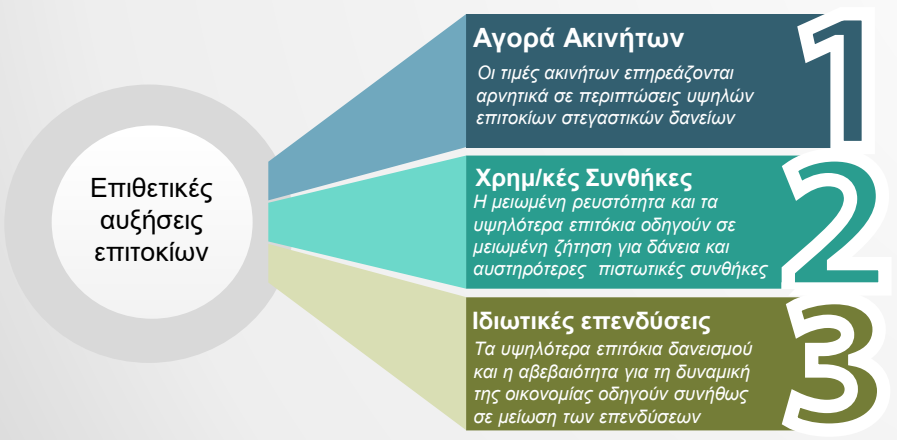 Επιθετικές
αυξήσεις
επιτοκίων
Αγορά Ακινήτων
Οι τιμές ακινήτων επηρεάζονται
αρνητικά σε περιπτώσεις υψηλών
επιτοκίων στεγαστικών δανείων
1
Χρημ/κές Συνθήκες
Η μειωμένη ρευστότητα και τα
υψηλότερα επιτόκια οδηγούν σε
μειωμένη ζήτηση για δάνεια και
αυστηρότερες πιστωτικές συνθήκες
2
Ιδιωτικές επενδύσεις
Τα υψηλότερα επιτόκια δανεισμού
και η αβεβαιότητα για τη δυναμική
της οικονομίας οδηγούν συνήθως
σε μείωση των επενδύσεων
3